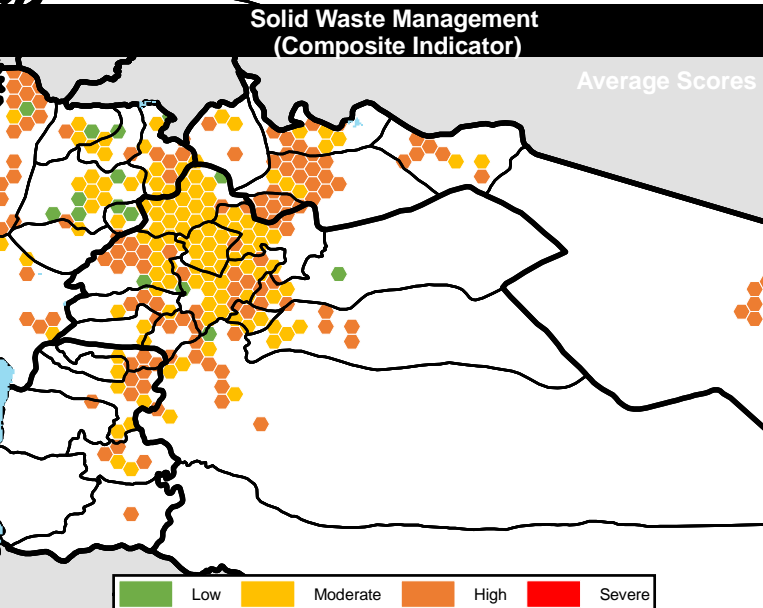 Solid Waste Management
(Composite Indicator)
Average Scores
Low
Moderate
High
Severe